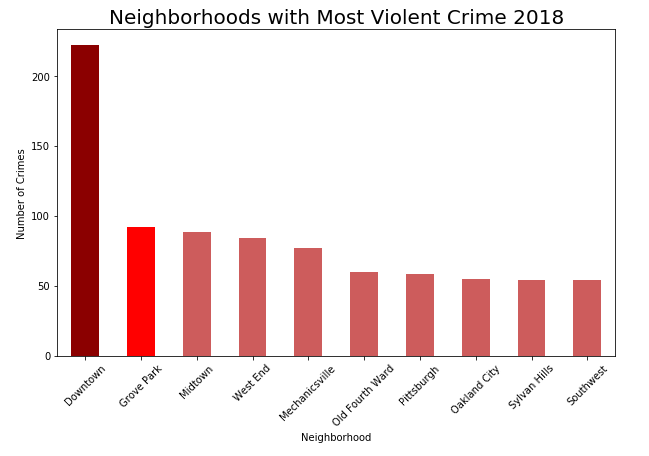 Neighborhoods with Most Violent Crime 2018
Number of Crimes
200
150
100
50
0
Downtown
Grove Park
Midtown
West End
Mechanicsville
Old Fourth Ward
Pittsburgh
Oakland City
Sylvan Hills
Southwest
Neighborhood